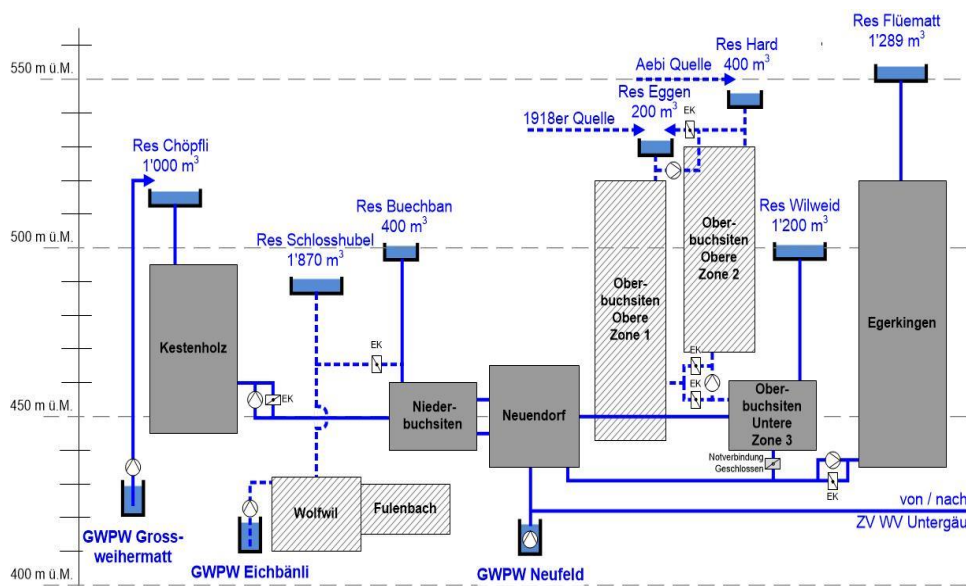 Res Flüematt
1'289 m³
Res Hard
400 m³
550 m ü.M.
Aebi Quelle
Res Eggen
200 m³
EK
1918er Quelle
Res Chöpfli
1'000 m³
Res Buechban
400 m³
Res Wilweid
1'200 m³
500 m ü.M.
Res Schlosshubel
1'870 m³
Ober-
buchsiten
Obere
Zone 2
Ober-
buchsiten
Obere
Zone 1
Kestenholz
Egerkingen
EK
EK
EK
EK
Nieder-
buchsiten
Neuendorf
Ober-
buchsiten
Untere
Zone 3
450 m ü.M.
Notverbindung
Geschlossen
EK
Wolfwil
Fulenbach
von / nach
ZV WV Untergäu
GWPW Gross-
weihermatt
GWPW Eichbänli
GWPW Neufeld
400 m ü.M.